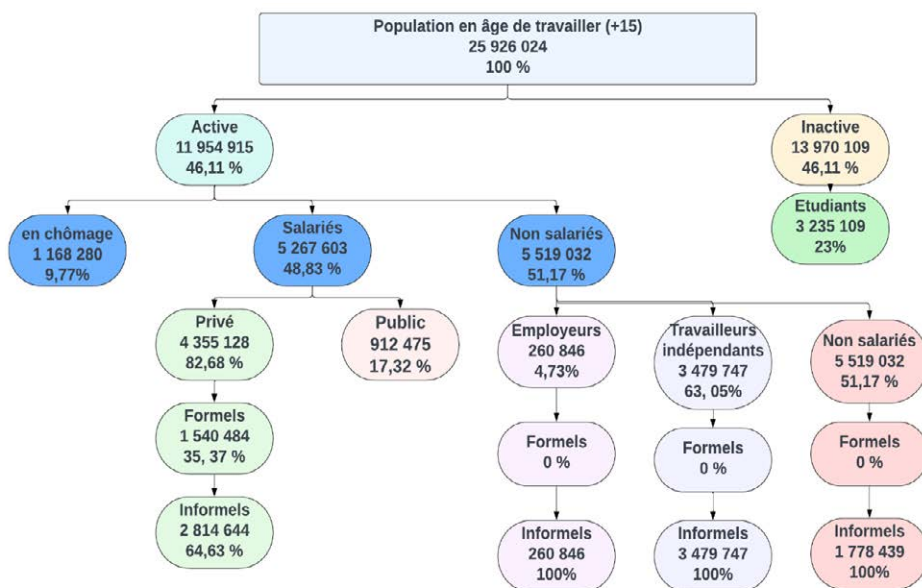 Population en âge de travailler (+15)
25 926 024
100 %
Active
11 954 915
46,11 %
Inactive
13 970 109
46,11 %
Etudiants
3 235 109
23%
en chômage
1 168 280
9,77%
Salariés
5 267 603
48,83 %
Non salariés
5 519 032
51,17 %
Privé
4 355 128
82,68 %
Public
912 475
17,32 %
Employeurs
260 846
4,73%
Travailleurs
indépendants
3 479 747
63, 05%
Non salariés
5 519 032
51,17 %
Formels
1 540 484
35, 37 %
Formels
0 %
Formels
0 %
Formels
0 %
Informels
2 814 644
64,63 %
Informels
260 846
100%
Informels
3 479 747
100%
Informels
1 778 439
100%